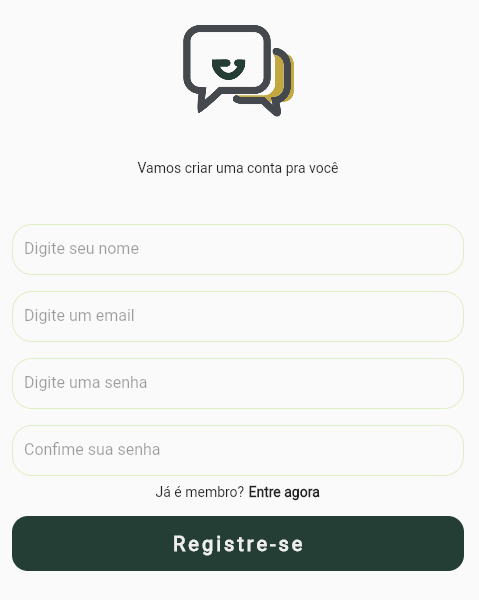 Vamos criar uma conta pra você
Digite seu nome
Digite um email
Digite uma senha
Confime sua senha
Já é membro? Entre agora
Registre-se